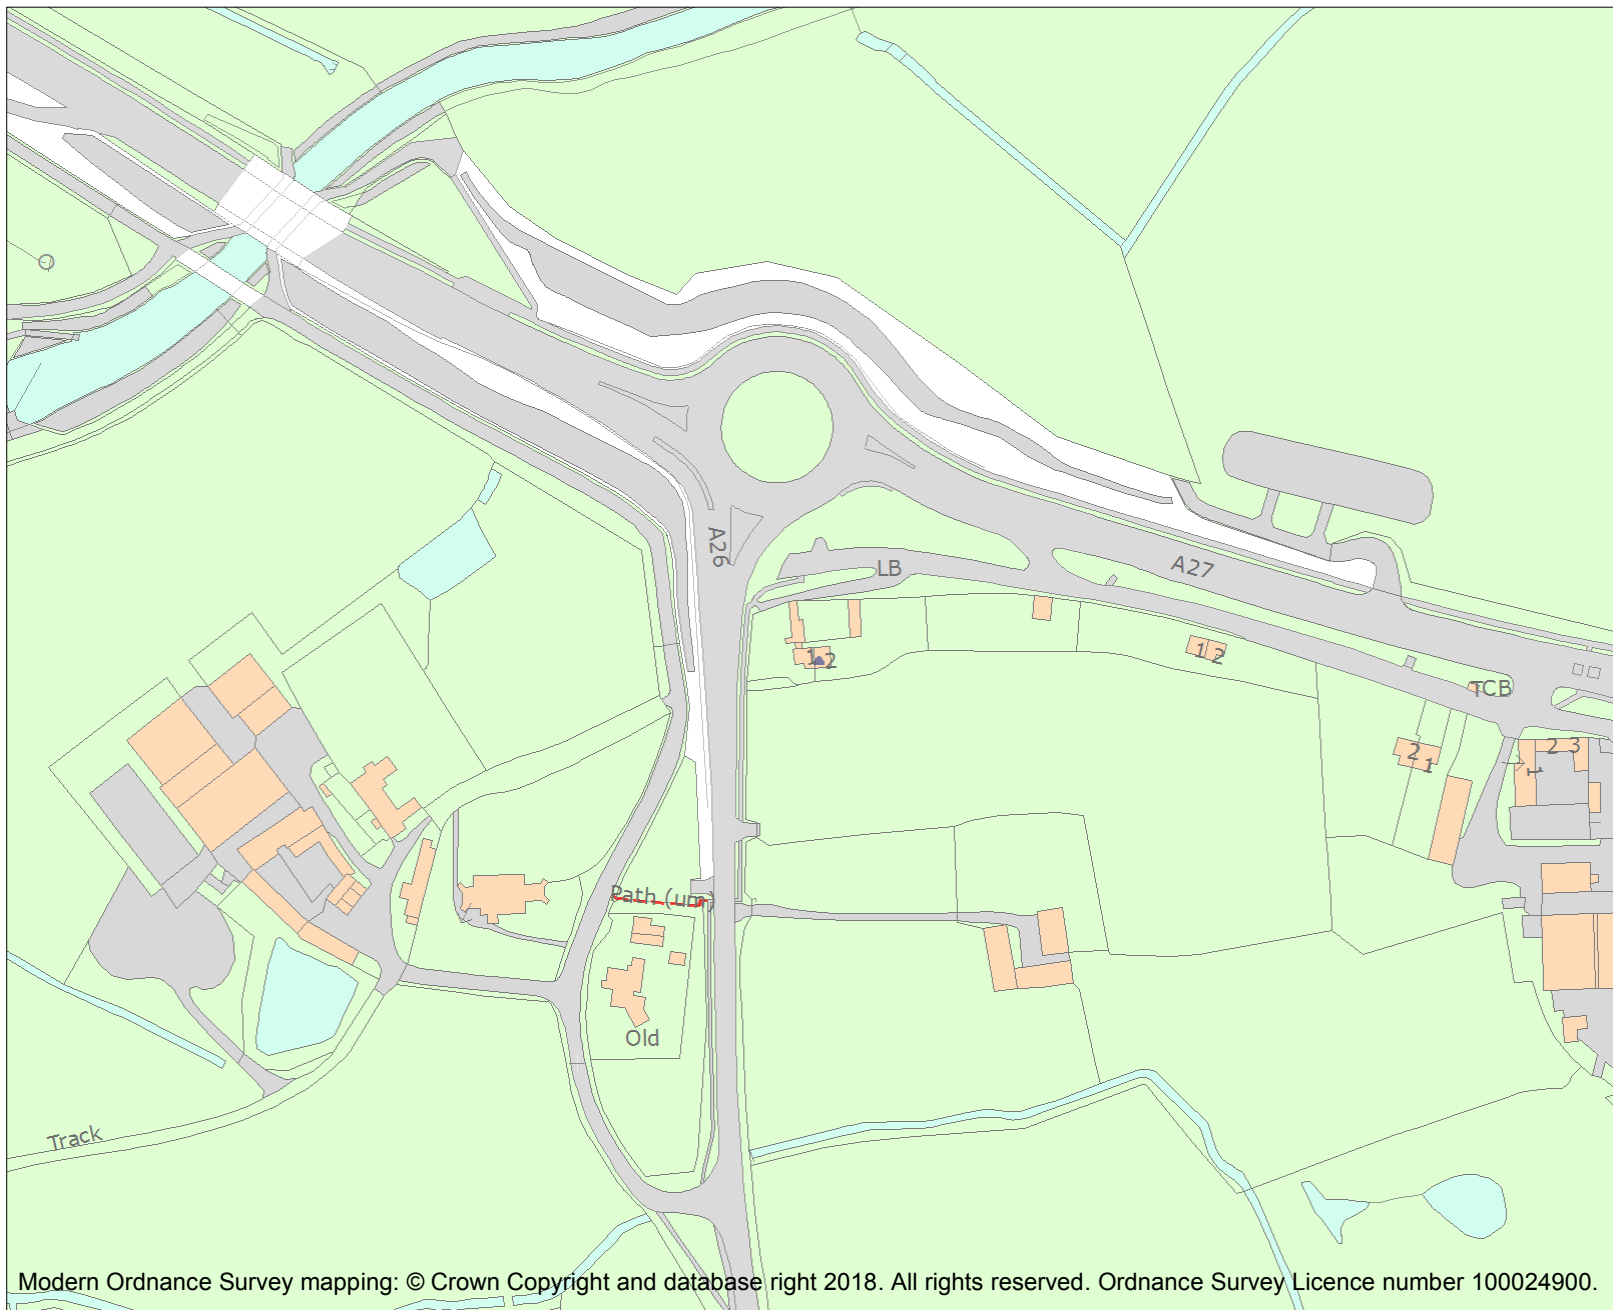 A26
LB
A27
1 2
1 2
TCB
2
1
2 3
1
Path (um)
Old
Track
Modern Ordnance Survey mapping: © Crown Copyright and database right 2018. All rights reserved. Ordnance Survey Licence number 100024900.